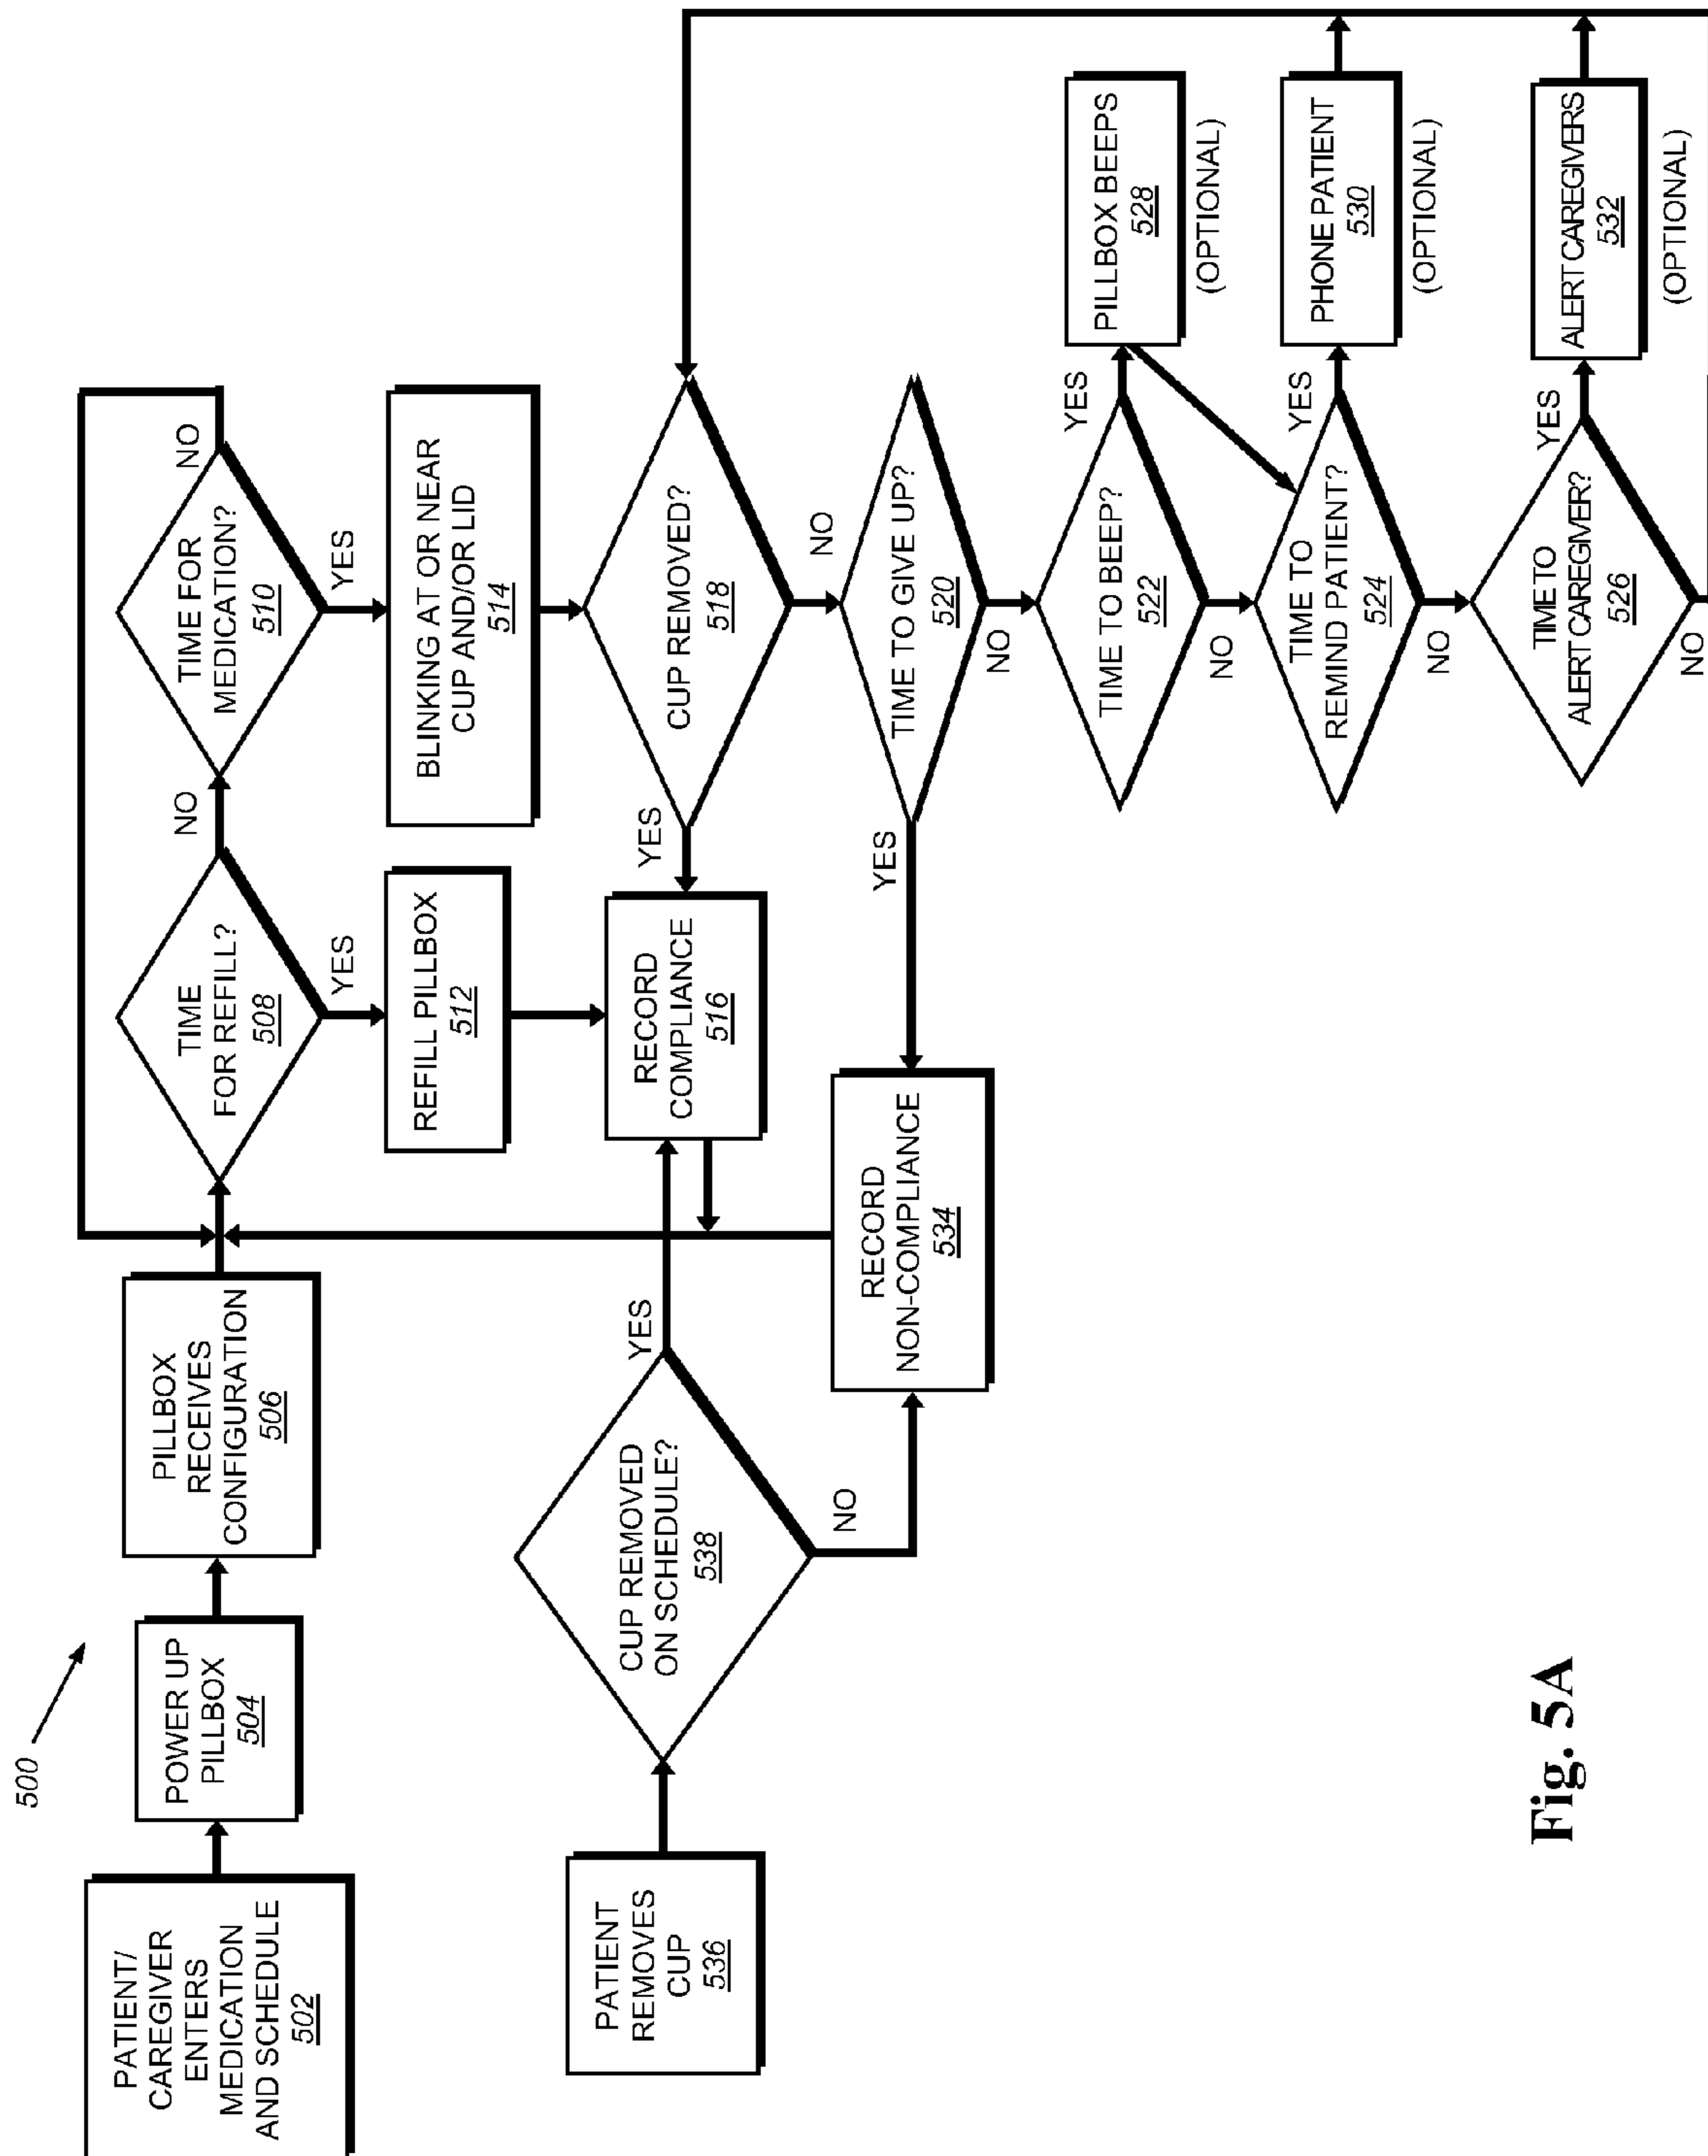 500
PATIENT/
CAREGIVER
ENTERS
MEDICATION
AND SCHEDULE
502
POWER UP
PILLBOX
504
PILLBOX
RECEIVES
CONFIGURATION
506
TIME
FOR REFILL?
508
NO
YES
TIME FOR
MEDICATION?
510
NO
YES
REFILL PILLBOX
512
BLINKING AT OR NEAR
CUP AND/OR LID
514
PATIENT
REMOVES
CUP
536
CUP REMOVED
ON SCHEDULE?
538
YES
NO
RECORD
COMPLIANCE
516
YES
CUP REMOVED?
518
NO
RECORD
NON-COMPLIANCE
534
YES
TIME TO GIVE UP?
520
NO
TIME TO BEEP?
522
YES
NO
PILLBOX BEEPS
528
(OPTIONAL)
TIME TO
REMIND PATIENT?
524
YES
NO
PHONE PATIENT
530
(OPTIONAL)
TIME TO
ALERT CAREGIVER?
526
YES
NO
ALERT CAREGIVERS
532
(OPTIONAL)
Fig. 5A